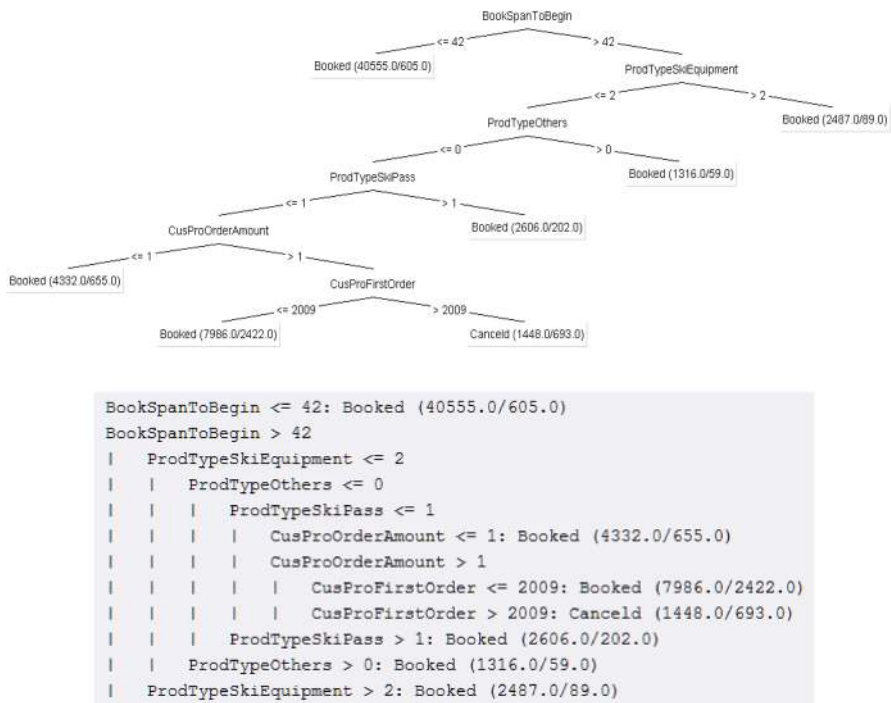 BookSpanToBegin
<= 42 > 42
Booked (40555.0/605.0) ProdTypeSkiEquipment
<= 2 > 2
ProdTypeOthers Booked (2487.0/89.0)
<= 0 > 0
ProdTypeSkiPass Booked (1316.0/59.0)
<= 1 > 1
CusProOrderAmount Booked (2606.0/202.0)
<= 1 > 1
Booked (4332.0/655.0) CusProFirstOrder
<= 2009 > 2009
Booked (7986.0/2422.0) Canceld (1448.0/693.0)
BookSpanToBegin <= 42: Booked (40555.0/605.0)
BookSpanToBegin > 42
| ProdTypeSkiEquipment <= 2
| | ProdTypeOthers <= 0
| | | ProdTypeSkiPass <= 1
| | | | CusProOrderAmount <= 1: Booked (4332.0/655.0)
| | | | CusProOrderAmount > 1
| | | | | CusProFirstOrder <= 2009: Booked (7986.0/2422.0)
| | | | | CusProFirstOrder > 2009: Canceld (1448.0/693.0)
| | | ProdTypeSkiPass > 1: Booked (2606.0/202.0)
| | ProdTypeOthers > 0: Booked (1316.0/59.0)
| ProdTypeSkiEquipment > 2: Booked (2487.0/89.0)